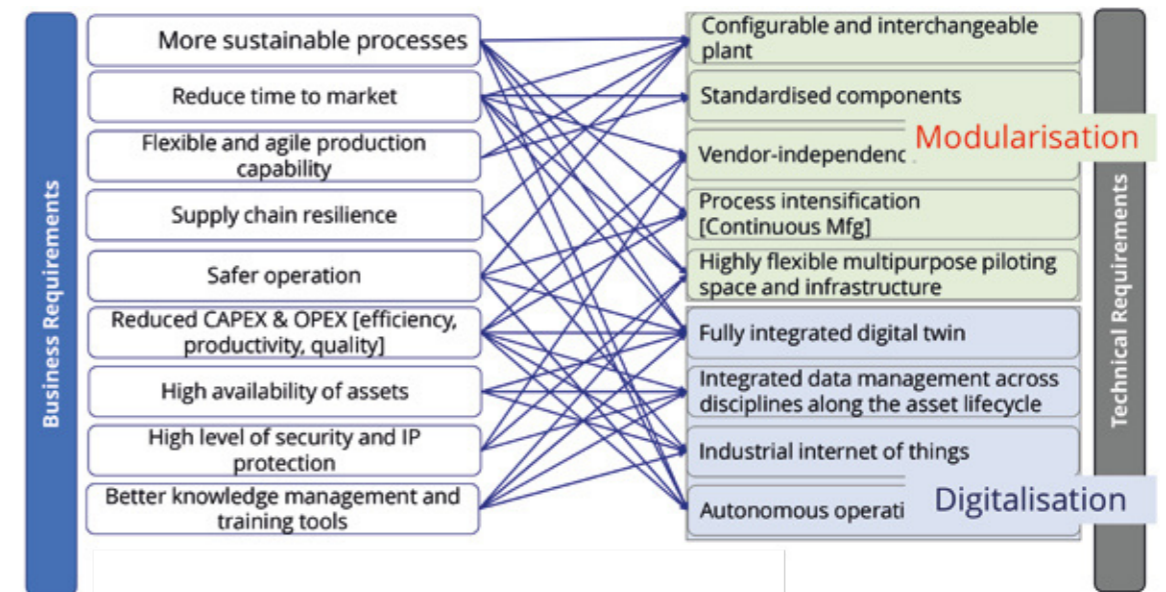 Business Requirements
More sustainable processes
Reduce time to market
Flexible and agile production
capability
Supply chain resilience
Safer operation
Reduced CAPEX & OPEX [efficiency,
productivity, quality]
High availability of assets
High level of security and IP
protection
Better knowledge management and
training tools
Configurable and interchangeable
plant
Standardised components
Modularisation
Vendor-independenc
Process intensification
[Continuous Mfg]
Highly flexible multipurpose piloting
space and infrastructure
Fully integrated digital twin
Integrated data management across
disciplines along the asset lifecycle
Industrial internet of things
Autonomous operati
Digitalisation
Technical Requirements